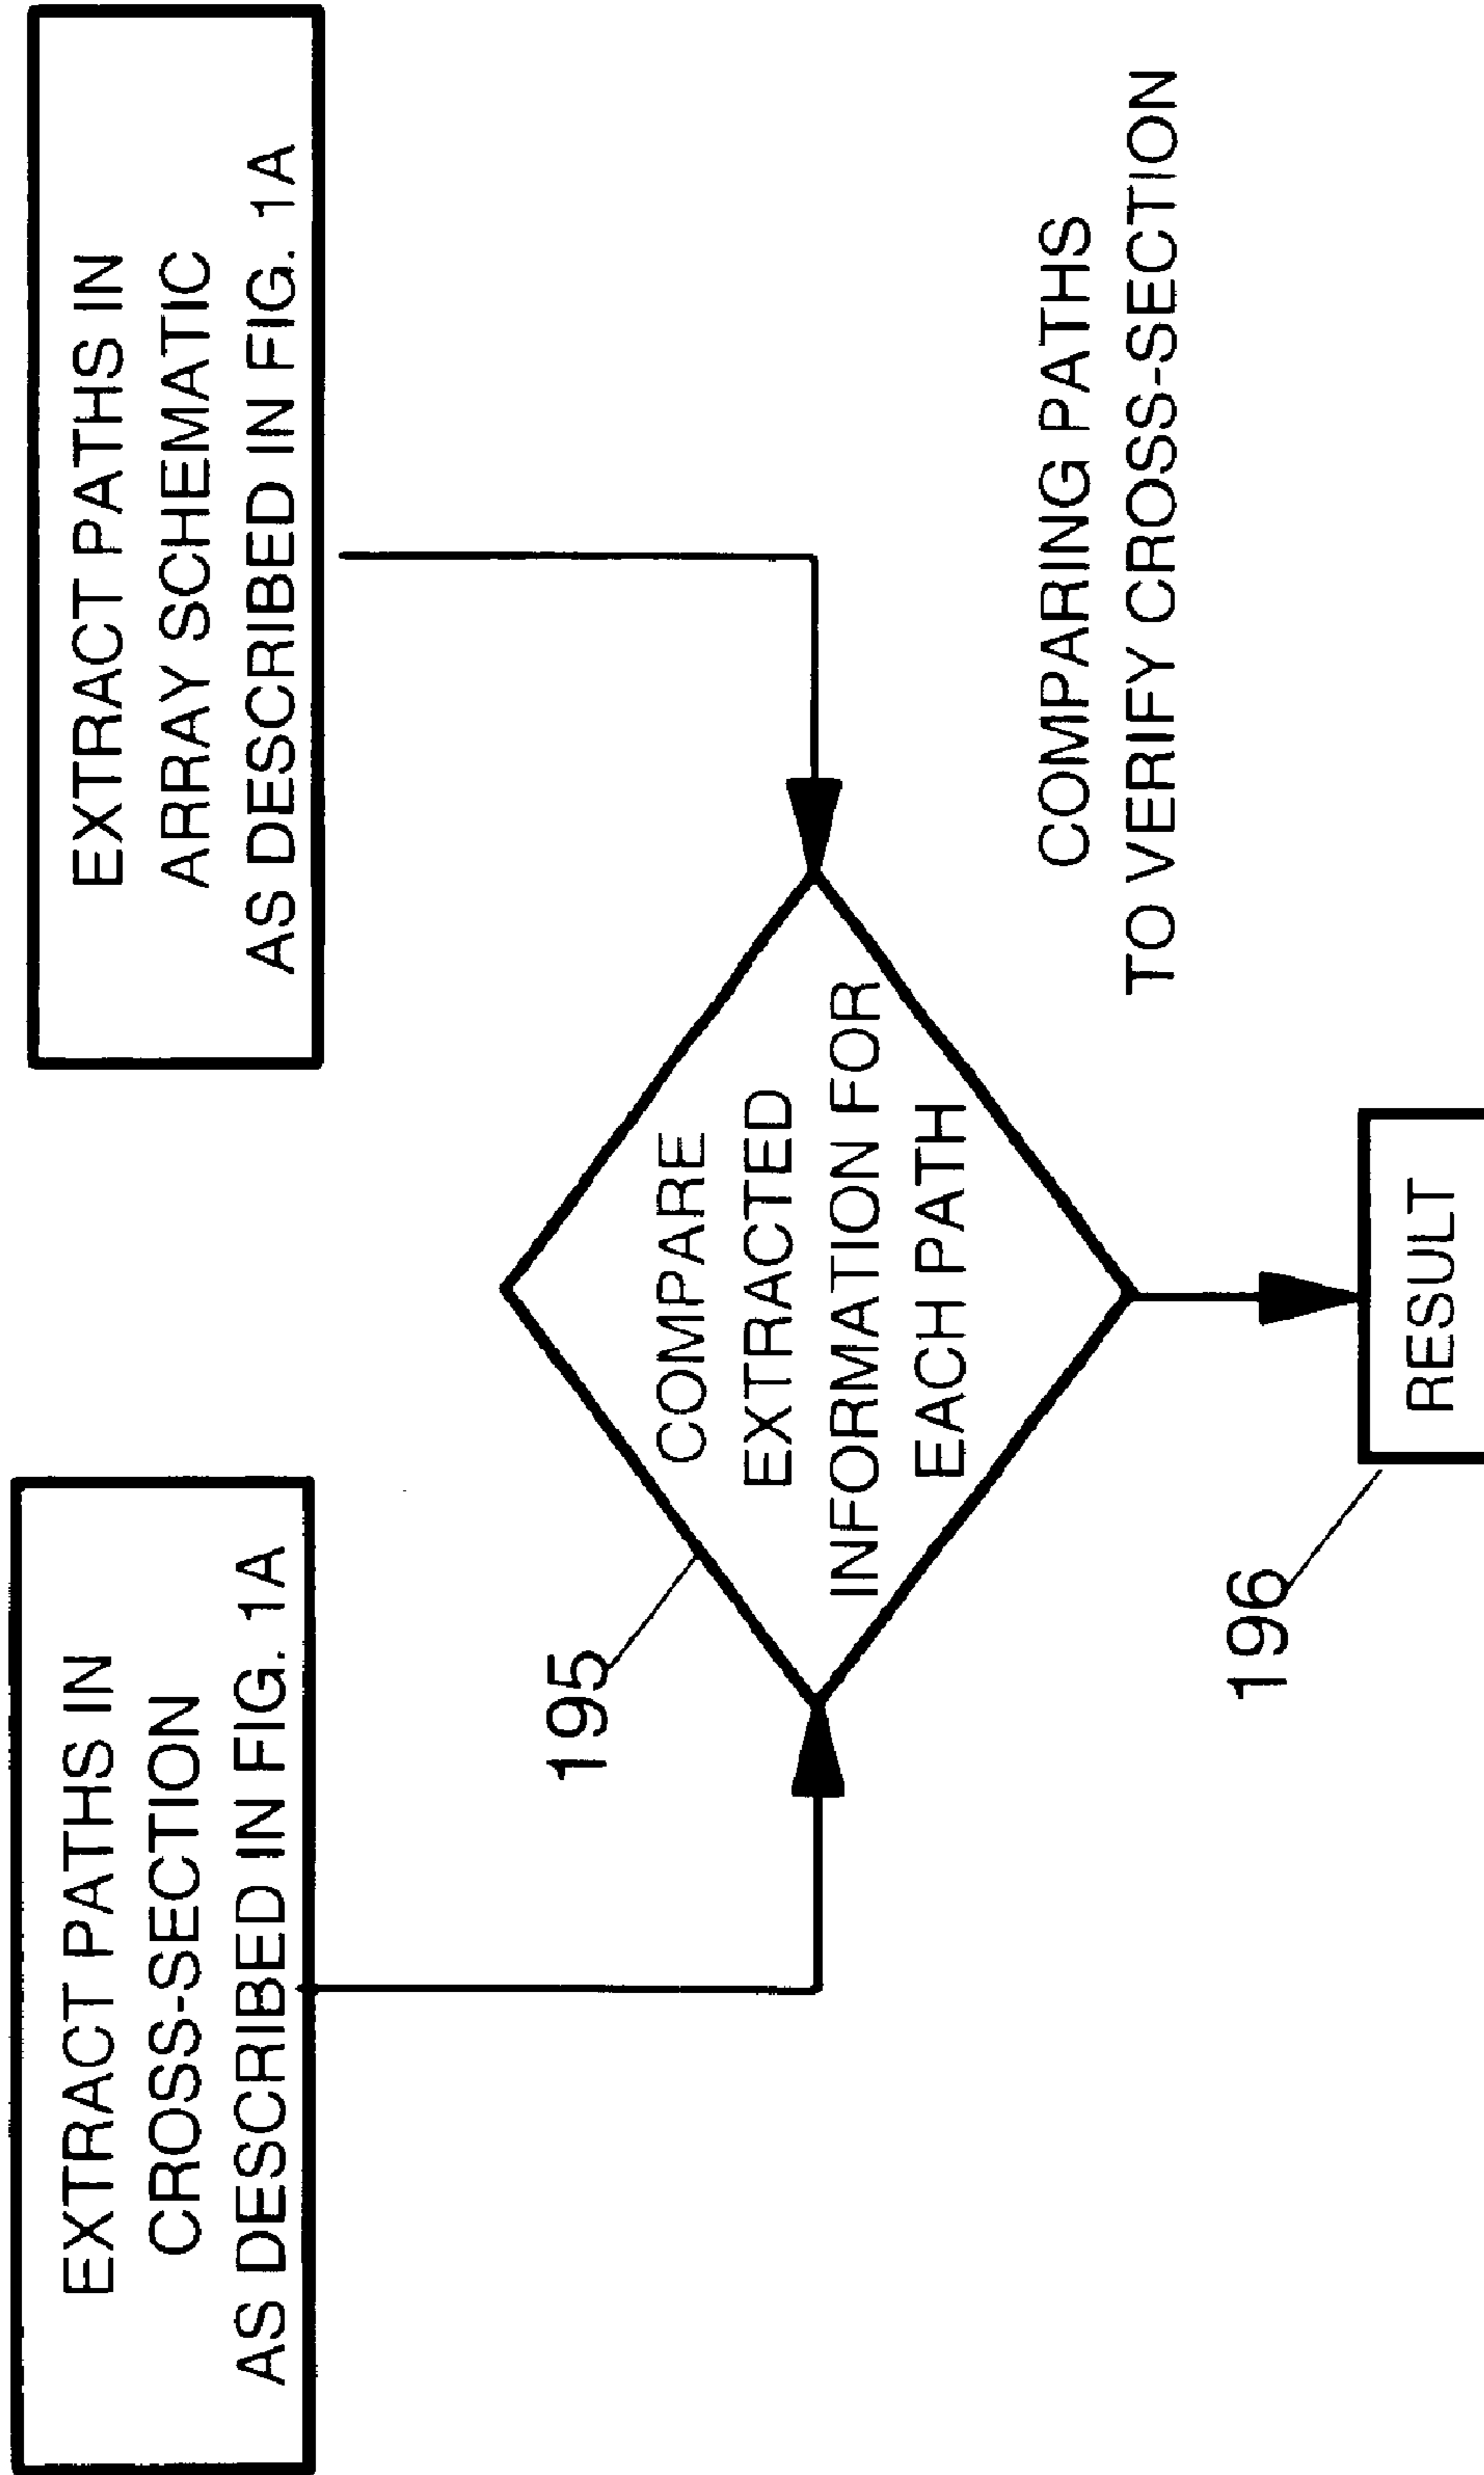 EXTRACT PATHS IN
CROSS-SECTION
AS DESCRIBED IN FIG. 1A
EXTRACT PATHS IN
ARRAY SCHEMATIC
AS DESCRIBED IN FIG. 1A
195
COMPARE
EXTRACTED
INFORMATION FOR
EACH PATH
COMPARING PATHS
TO VERIFY CROSS-SECTION
196
RESULT